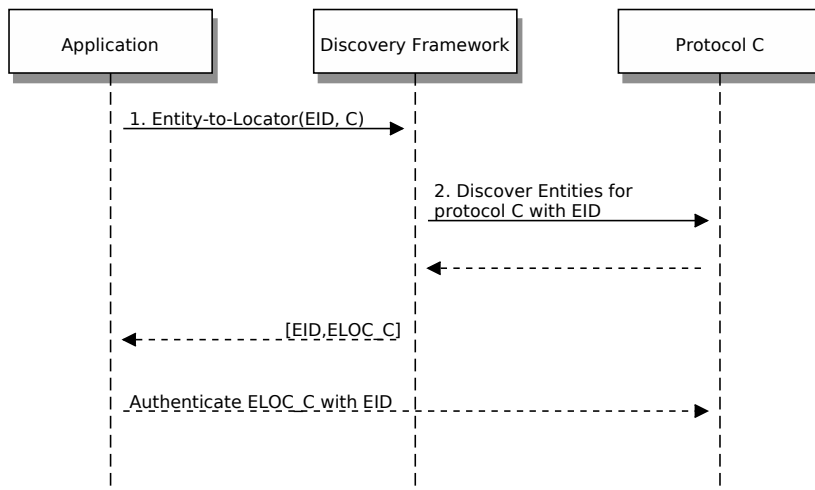 Application
Discovery Framework
Protocol C
1. Entity-to-Locator(EID, C)
2. Discover Entities for
protocol C with EID
[EID,ELOC_C]
Authenticate ELOC_C with EID